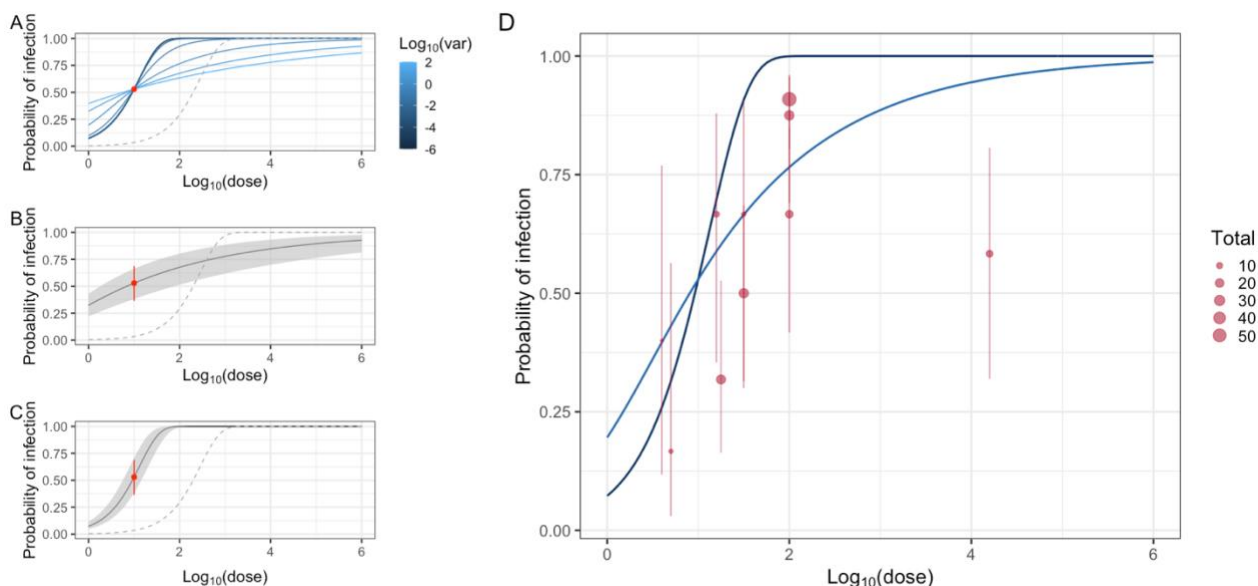 A
1.00
0.75
0.50
0.25
0.00
Probability of infection
0 2 4 6
Log10(dose)
Log10(var)
2
0
-2
-4
-6
B
1.00
0.75
0.50
0.25
0.00
Probability of infection
0 2 4 6
Log10(dose)
C
1.00
0.75
0.50
0.25
0.00
Probability of infection
0 2 4 6
Log10(dose)
D
1.00
0.75
0.50
0.25
0.00
Probability of infection
0 2 4 6
Log10(dose)
Total
10
20
30
40
50